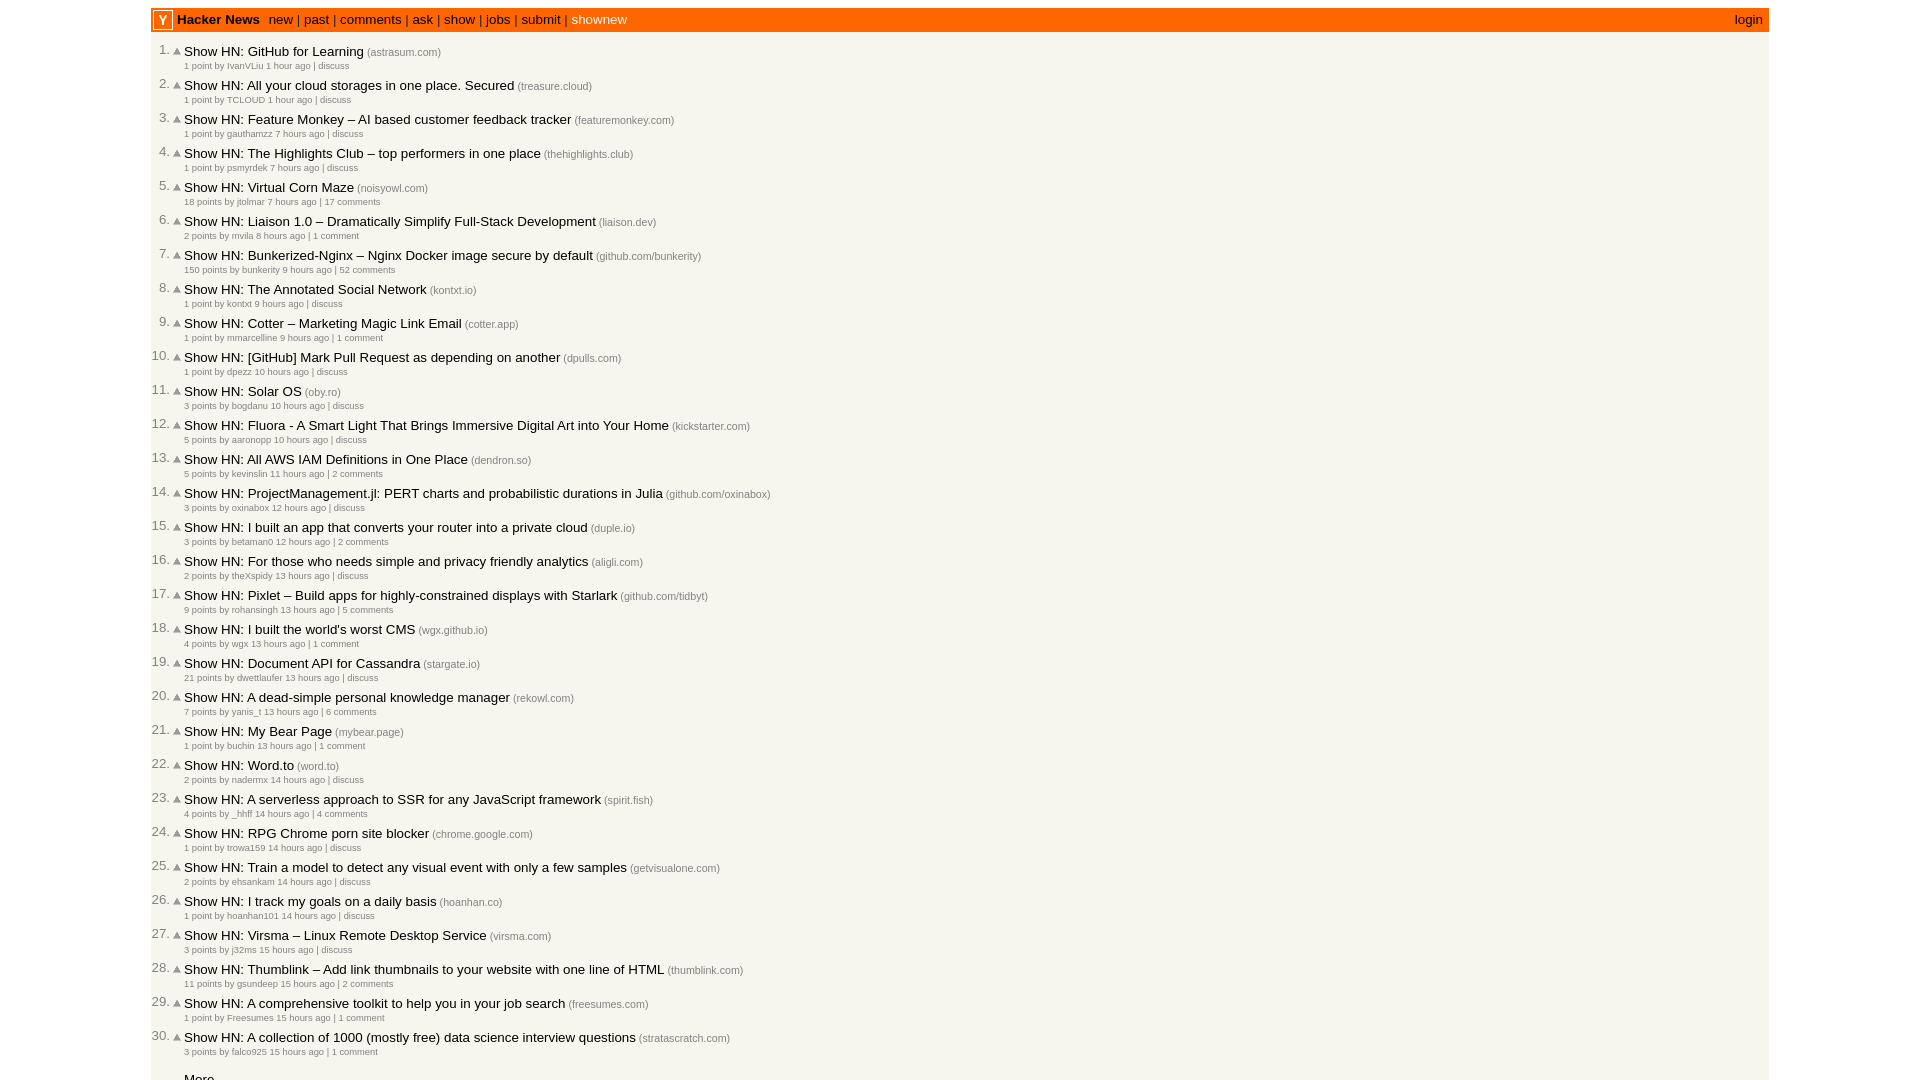 Y Hacker News new | past | comments | ask | show | jobs | submit | shownew login
1. Show HN: GitHub for Learning (astrasum.com)
1 point by IvanVLiu 1 hour ago | discuss
2. Show HN: All your cloud storages in one place. Secured (treasure.cloud)
1 point by TCLOUD 1 hour ago | discuss
3. Show HN: Feature Monkey – AI based customer feedback tracker (featuremonkey.com)
1 point by gauthamzz 7 hours ago | discuss
4. Show HN: The Highlights Club – top performers in one place (thehighlights.club)
1 point by psmyrdek 7 hours ago | discuss
5. Show HN: Virtual Corn Maze (noisyowl.com)
18 points by jtolmar 7 hours ago | 17 comments
6. Show HN: Liaison 1.0 – Dramatically Simplify Full-Stack Development (liaison.dev)
2 points by mvila 8 hours ago | 1 comment
7. Show HN: Bunkerized-Nginx – Nginx Docker image secure by default (github.com/bunkerity)
150 points by bunkerity 9 hours ago | 52 comments
8. Show HN: The Annotated Social Network (kontxt.io)
1 point by kontxt 9 hours ago | discuss
9. Show HN: Cotter – Marketing Magic Link Email (cotter.app)
1 point by mmarcelline 9 hours ago | 1 comment
10. Show HN: [GitHub] Mark Pull Request as depending on another (dpulls.com)
1 point by dpezz 10 hours ago | discuss
11. Show HN: Solar OS (oby.ro)
3 points by bogdanu 10 hours ago | discuss
12. Show HN: Fluora - A Smart Light That Brings Immersive Digital Art into Your Home (kickstarter.com)
5 points by aaronopp 10 hours ago | discuss
13. Show HN: All AWS IAM Definitions in One Place (dendron.so)
5 points by kevinslin 11 hours ago | 2 comments
14. Show HN: ProjectManagement.jl: PERT charts and probabilistic durations in Julia (github.com/oxinabox)
3 points by oxinabox 12 hours ago | discuss
15. Show HN: I built an app that converts your router into a private cloud (duple.io)
3 points by betaman0 12 hours ago | 2 comments
16. Show HN: For those who needs simple and privacy friendly analytics (aligli.com)
2 points by theXspidy 13 hours ago | discuss
17. Show HN: Pixlet – Build apps for highly-constrained displays with Starlark (github.com/tidbyt)
9 points by rohansingh 13 hours ago | 5 comments
18. Show HN: I built the world's worst CMS (wgx.github.io)
4 points by wgx 13 hours ago | 1 comment
19. Show HN: Document API for Cassandra (stargate.io)
21 points by dwettlaufer 13 hours ago | discuss
20. Show HN: A dead-simple personal knowledge manager (rekowl.com)
7 points by yanis_t 13 hours ago | 6 comments
21. Show HN: My Bear Page (mybear.page)
1 point by buchin 13 hours ago | 1 comment
22. Show HN: Word.to (word.to)
2 points by nadermx 14 hours ago | discuss
23. Show HN: A serverless approach to SSR for any JavaScript framework (spirit.fish)
4 points by _hhff 14 hours ago | 4 comments
24. Show HN: RPG Chrome porn site blocker (chrome.google.com)
1 point by trowa159 14 hours ago | discuss
25. Show HN: Train a model to detect any visual event with only a few samples (getvisualone.com)
2 points by ehsankam 14 hours ago | discuss
26. Show HN: I track my goals on a daily basis (hoanhan.co)
1 point by hoanhan101 14 hours ago | discuss
27. Show HN: Virsma – Linux Remote Desktop Service (virsma.com)
3 points by j32ms 15 hours ago | discuss
28. Show HN: Thumblink – Add link thumbnails to your website with one line of HTML (thumblink.com)
11 points by gsundeep 15 hours ago | 2 comments
29. Show HN: A comprehensive toolkit to help you in your job search (freesumes.com)
1 point by Freesumes 15 hours ago | 1 comment
30. Show HN: A collection of 1000 (mostly free) data science interview questions (stratascratch.com)
3 points by falco925 15 hours ago | 1 comment
More